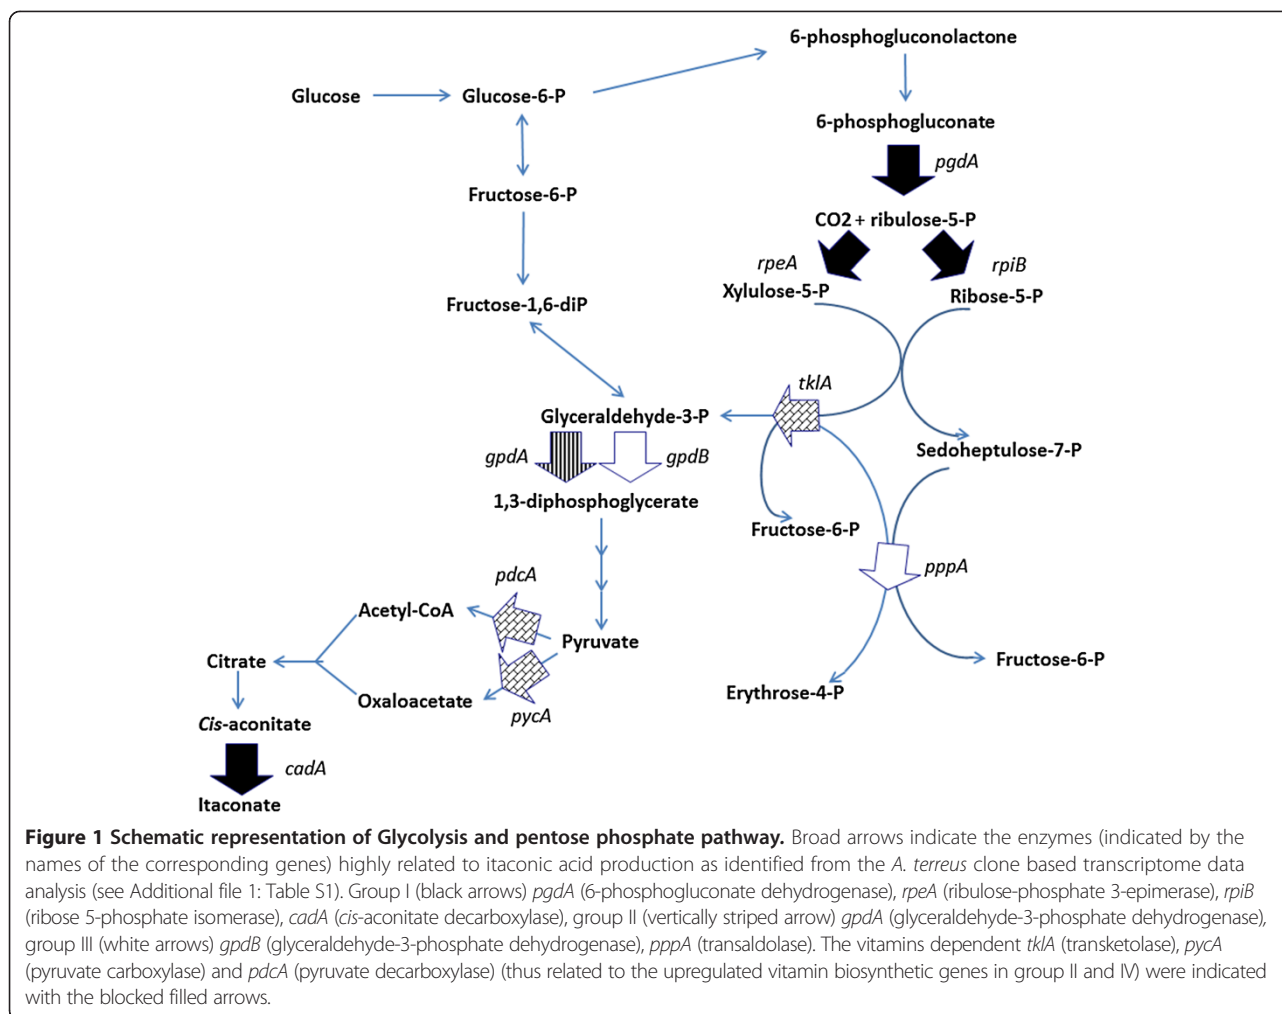 6-phosphogluconolactone
Glucose
Glucose-6-P
6-phosphogluconate
pgdA
Fructose-6-P
CO2 + ribulose-5-P
rpeA
rpiB
Xylulose-5-P
Ribose-5-P
Fructose-1,6-diP
tklA
Glyceraldehyde-3-P
gpdA
gpdB
Sedoheptulose-7-P
1,3-diphosphoglycerate
Fructose-6-P
pppA
pdcA
Acetyl-CoA
Pyruvate
Citrate
Fructose-6-P
Oxaloacetate
Erythrose-4-P
pycA
Cis-aconitate
cadA
Itaconate
Figure 1 Schematic representation of Glycolysis and pentose phosphate pathway. Broad arrows indicate the enzymes (indicated by the
names of the corresponding genes) highly related to itaconic acid production as identified from the A. terreus clone based transcriptome data
analysis (see Additional file 1: Table S1). Group I (black arrows) pgdA (6-phosphogluconate dehydrogenase), rpeA (ribulose-phosphate 3-epimerase), rpiB
(ribose 5-phosphate isomerase), cadA (cis-aconitate decarboxylase), group II (vertically striped arrow) gpdA (glyceraldehyde-3-phosphate dehydrogenase),
group III (white arrows) gpdB (glyceraldehyde-3-phosphate dehydrogenase), pppA (transaldolase). The vitamins dependent tklA (transketolase), pycA
(pyruvate carboxylase) and pdcA (pyruvate decarboxylase) (thus related to the upregulated vitamin biosynthetic genes in group II and IV) were indicated
with the blocked filled arrows.